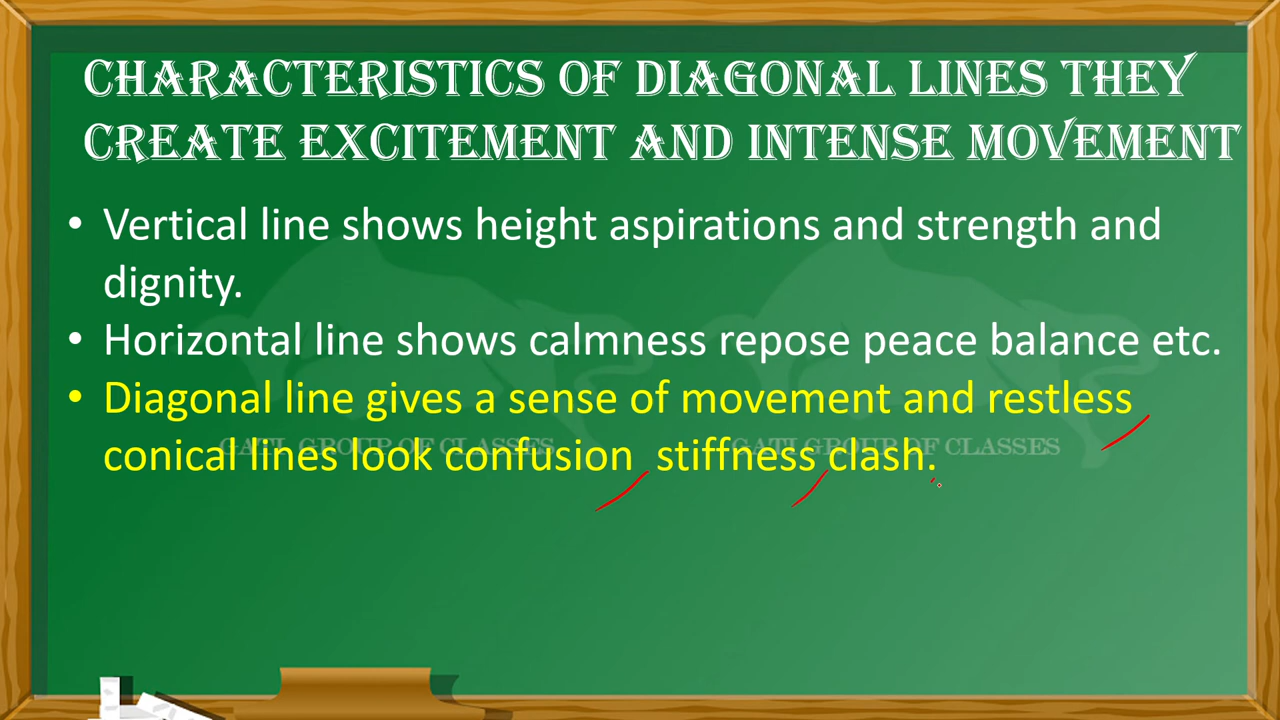 CHARACTERISTICS OF DIAGONAL LINES THEY
CREATE EXCITEMENT AND INTENSE MOVEMENT
• Vertical line shows height aspirations and strength and
dignity.
• Horizontal line shows calmness repose peace balance etc.
• Diagonal line gives a sense of movement and restless
conical lines look confusion stiffness clash.
GATI GROUP OF CLASSES
GATI GROUP OF CLASSES